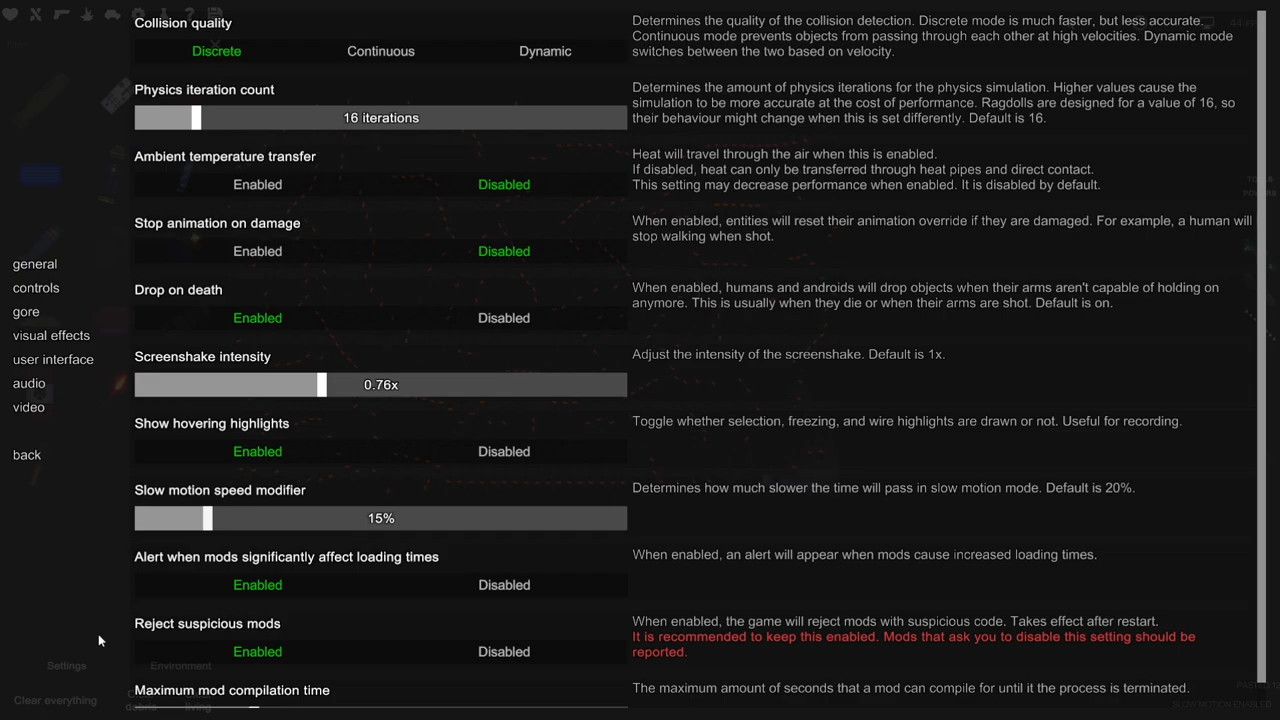 Collision quality
Determines the quality of the collision detection. Discrete mode is much faster, but less accurate.
Continuous mode prevents objects from passing through each other at high velocities. Dynamic mode
switches between the two based on velocity.
Discrete Continuous Dynamic
Physics iteration count
Determines the amount of physics iterations for the physics simulation. Higher values cause the
simulation to be more accurate at the cost of performance. Ragdolls are designed for a value of 16, so
their behaviour might change when this is set differently. Default is 16.
16 iterations
Ambient temperature transfer
Heat will travel through the air when this is enabled.
If disabled, heat can only be transferred through heat pipes and direct contact.
This setting may decrease performance when enabled. It is disabled by default.
Enabled Disabled
Stop animation on damage
When enabled, entities will reset their animation override if they are damaged. For example, a human will
stop walking when shot.
Enabled Disabled
general
controls
gore
visual effects
user interface
audio
video
back
Drop on death
When enabled, humans and androids will drop objects when their arms aren't capable of holding on
anymore. This is usually when they die or when their arms are shot. Default is on.
Enabled Disabled
Screenshake intensity
Adjust the intensity of the screenshake. Default is 1x.
0.76x
Show hovering highlights
Toggle whether selection, freezing, and wire highlights are drawn or not. Useful for recording.
Enabled Disabled
Slow motion speed modifier
Determines how much slower the time will pass in slow motion mode. Default is 20%.
15%
Alert when mods significantly affect loading times
When enabled, an alert will appear when mods cause increased loading times.
Enabled Disabled
Reject suspicious mods
When enabled, the game will reject mods with suspicious code. Takes effect after restart.
It is recommended to keep this enabled. Mods that ask you to disable this setting should be
reported.
Enabled Disabled
Settings Environment
Clear everything
Maximum mod compilation time
The maximum amount of seconds that a mod can compile for until it the process is terminated.
SLOW MOTION ENABLED